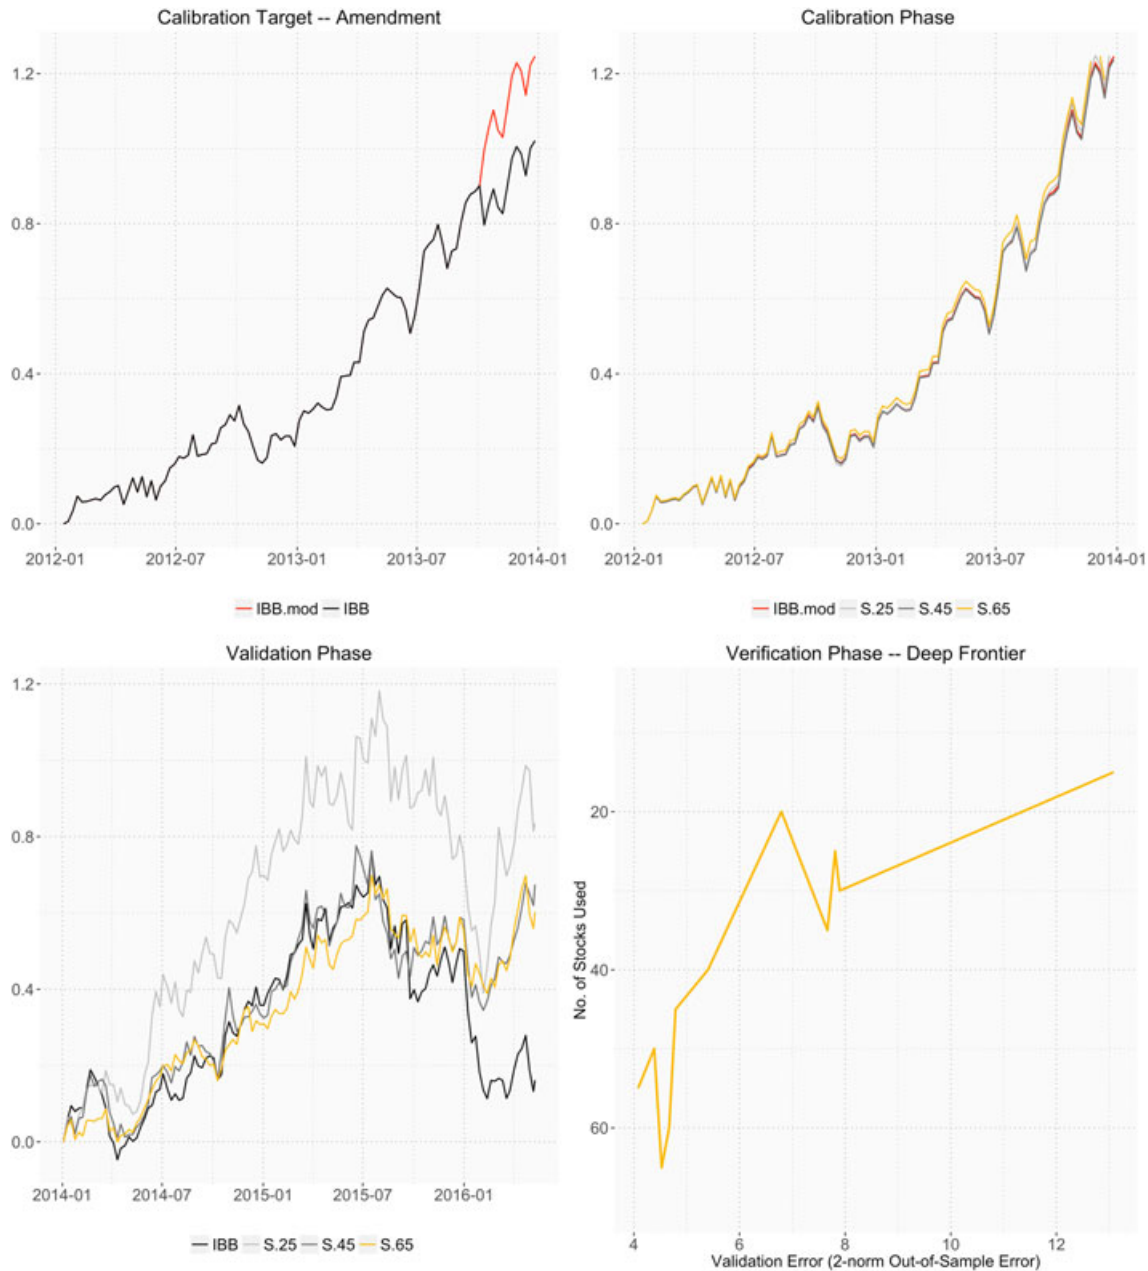 Calibration Target -- Amendment
1.2
0.8
0.4
0.0
2012-01 2012-07 2013-01 2013-07 2014-01
IBB.mod IBB
Calibration Phase
1.2
0.8
0.4
0.0
2012-01 2012-07 2013-01 2013-07 2014-01
IBB.mod S.25 S.45 S.65
Validation Phase
1.2
0.8
0.4
0.0
2014-01 2014-07 2015-01 2015-07 2016-01
IBB S.25 S.45 S.65
Verification Phase -- Deep Frontier
No. of Stocks Used
20
40
60
4 6 8 10 12
Validation Error (2-norm Out-of-Sample Error)